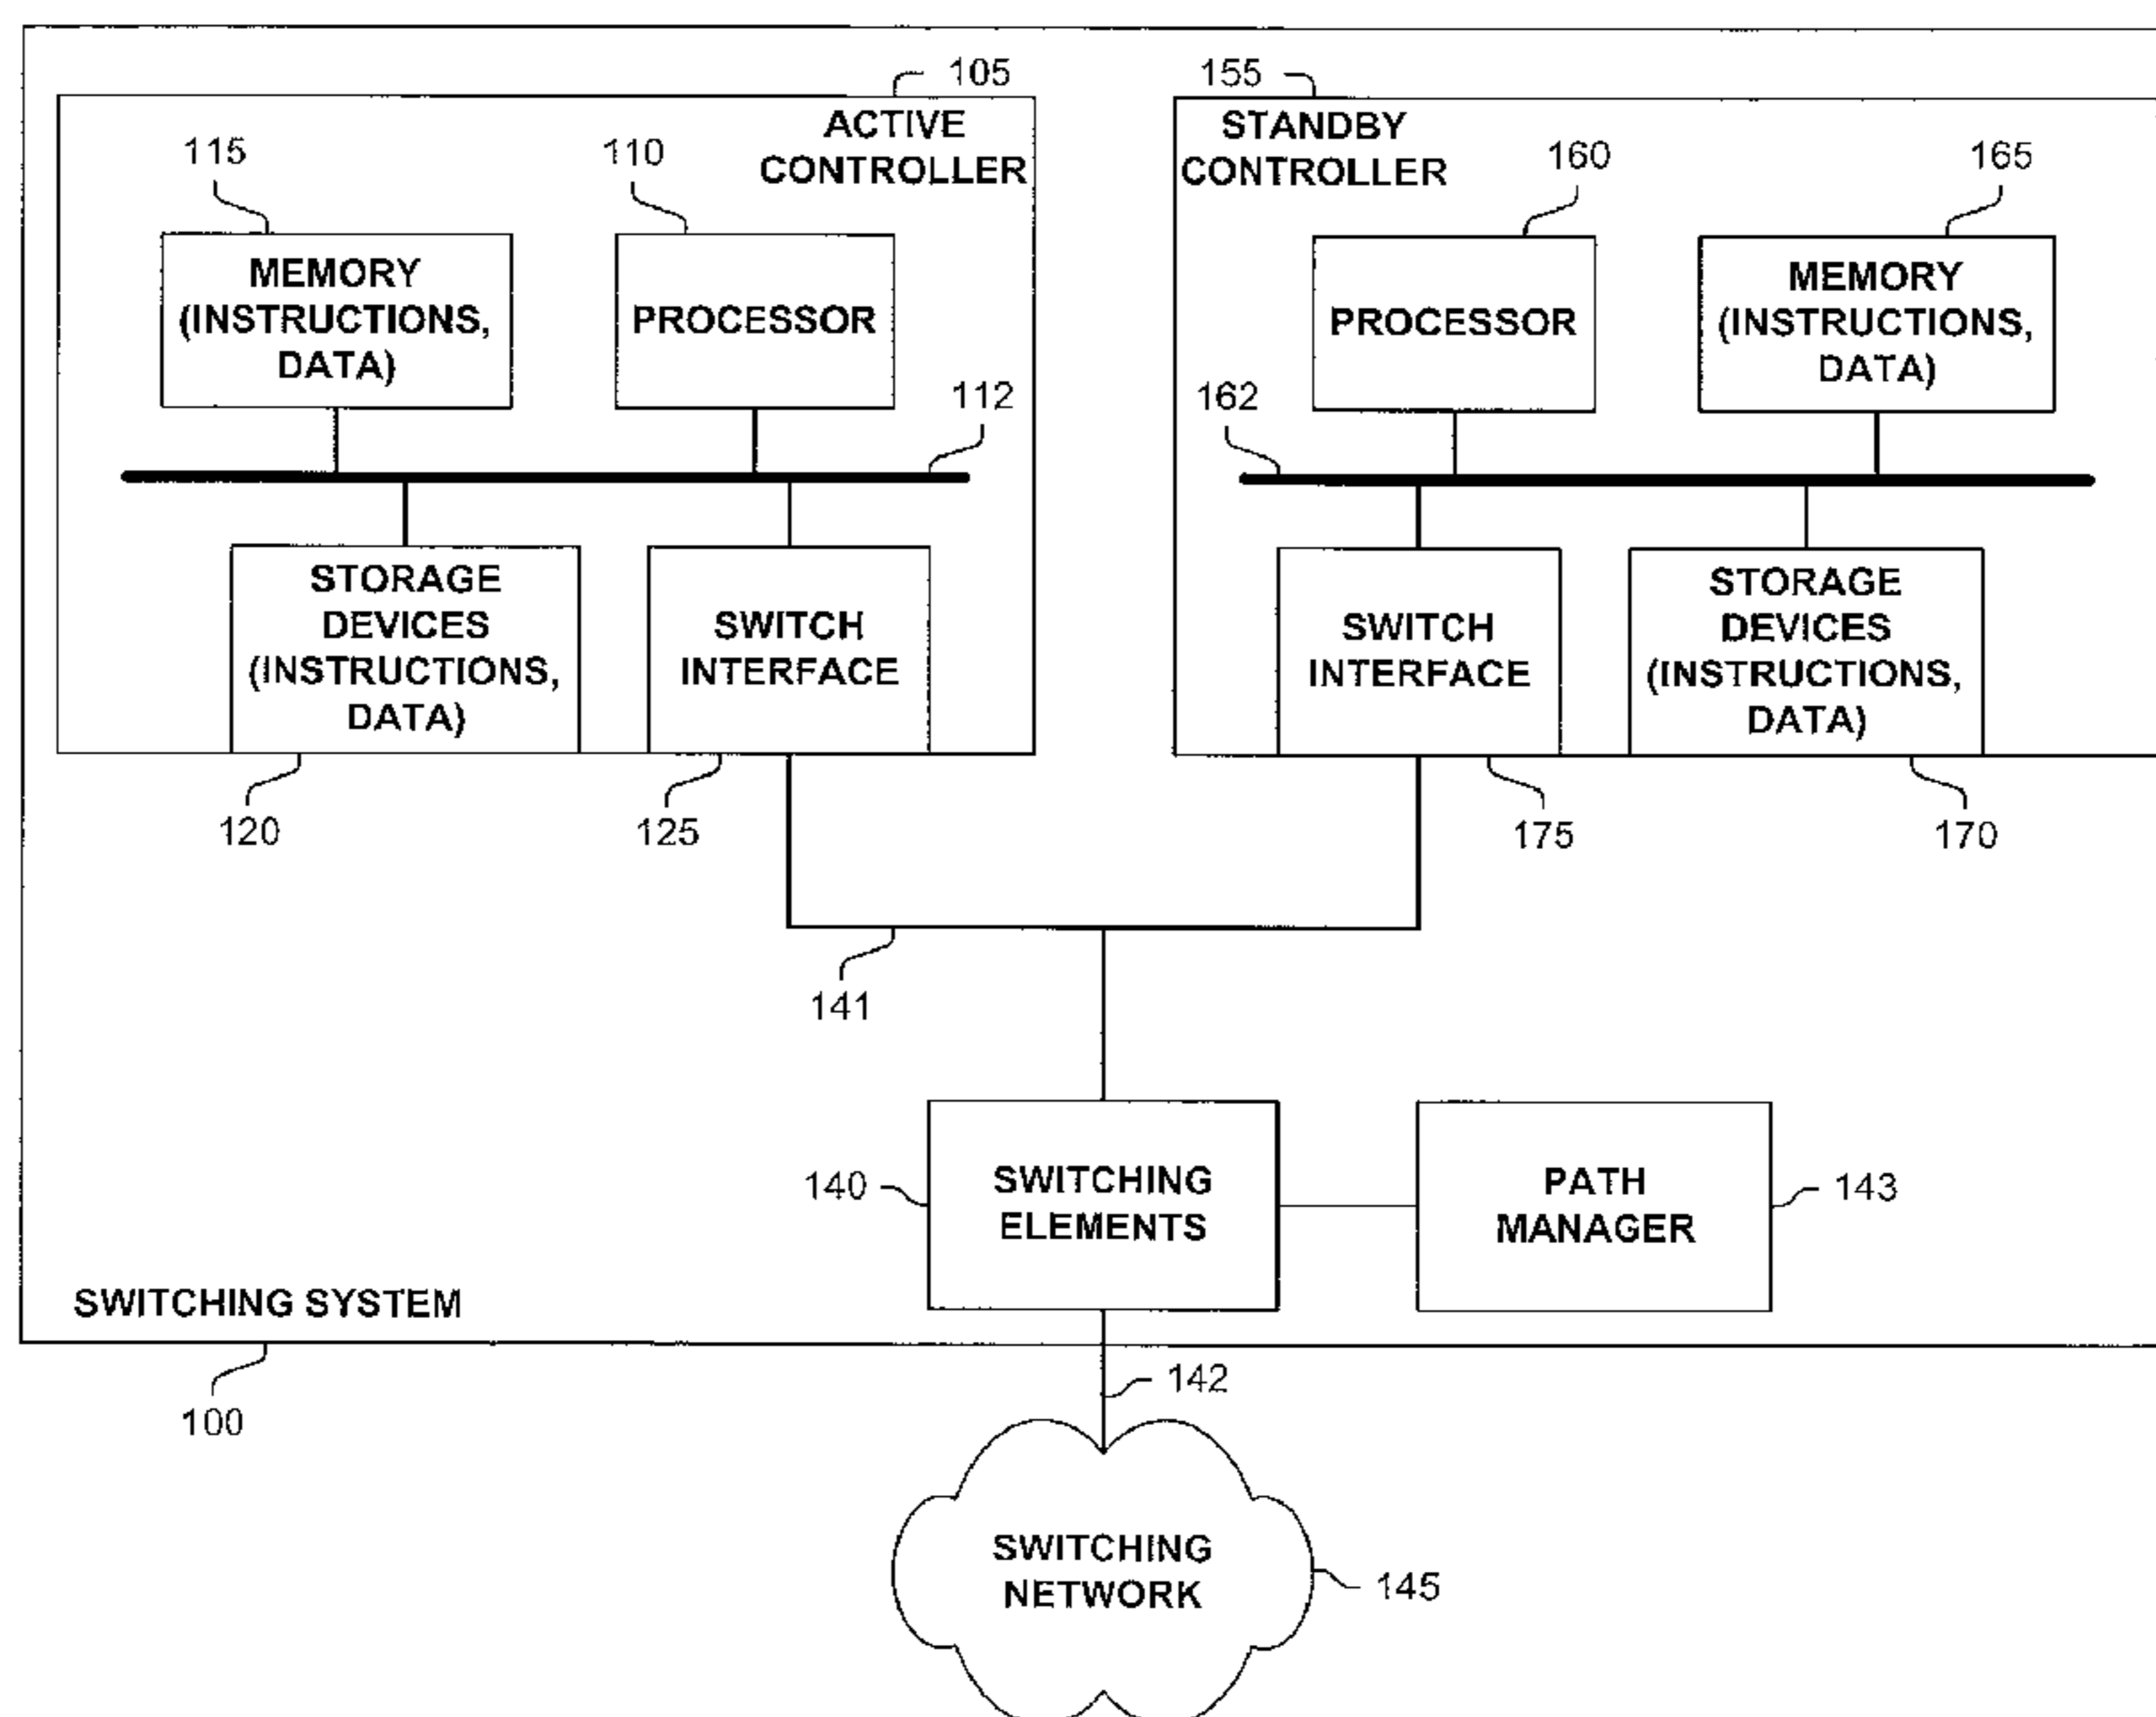 105
155
ACTIVE
CONTROLLER
STANDBY
CONTROLLER
115
110
160
165
MEMORY
(INSTRUCTIONS,
DATA)
PROCESSOR
PROCESSOR
MEMORY
(INSTRUCTIONS,
DATA)
112
162
STORAGE
DEVICES
(INSTRUCTIONS,
DATA)
SWITCH
INTERFACE
SWITCH
INTERFACE
STORAGE
DEVICES
(INSTRUCTIONS,
DATA)
120
125
175
170
141
140
SWITCHING
ELEMENTS
PATH
MANAGER
143
SWITCHING SYSTEM
100
142
SWITCHING
NETWORK
145